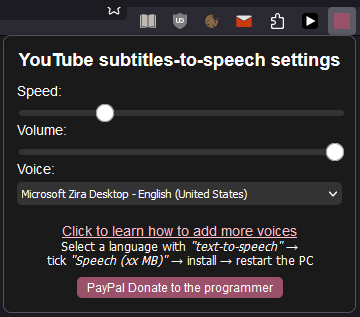 UD
YouTube subtitles-to-speech settings
Speed:
Volume:
Voice:
Microsoft Zira Desktop - English (United States)
Click to learn how to add more voices
Select a language with "text-to-speech" →
tick "Speech (xx MB)" → install → restart the PC
PayPal Donate to the programmer